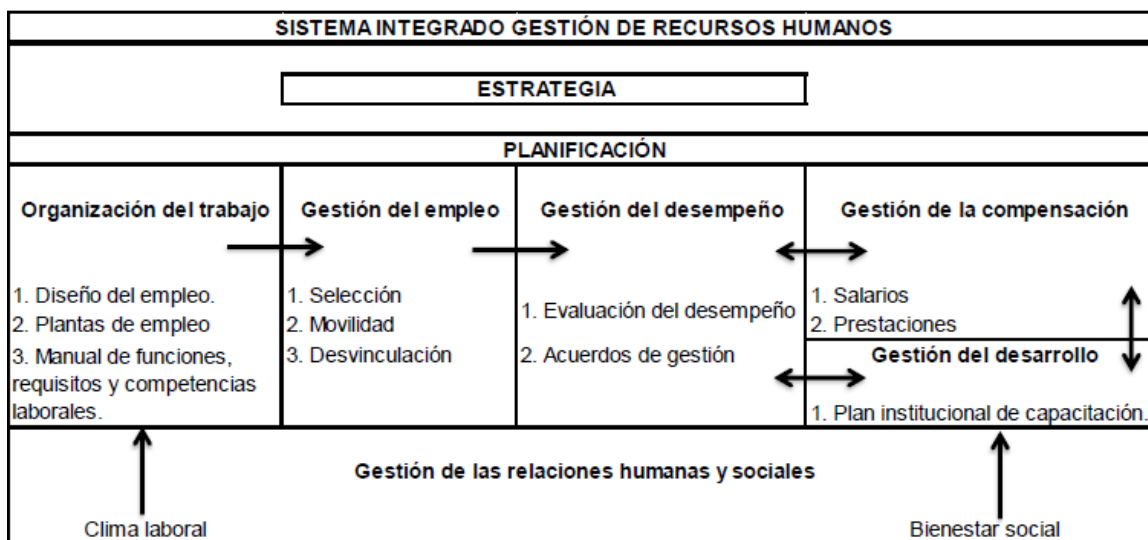 SISTEMA INTEGRADO GESTIÓN DE RECURSOS HUMANOS
ESTRATEGIA
PLANIFICACIÓN
Organización del trabajo
1. Diseño del empleo.
2. Plantas de empleo
3. Manual de funciones,
requisitos y competencias
laborales.
Gestión del empleo
1. Selección
2. Movilidad
3. Desvinculación
Gestión del desempeño
1. Evaluación del desempeño
2. Acuerdos de gestión
Gestión de la compensación
1. Salarios
2. Prestaciones
Gestión del desarrollo
1. Plan institucional de capacitación.
Gestión de las relaciones humanas y sociales
Clima laboral
Bienestar social